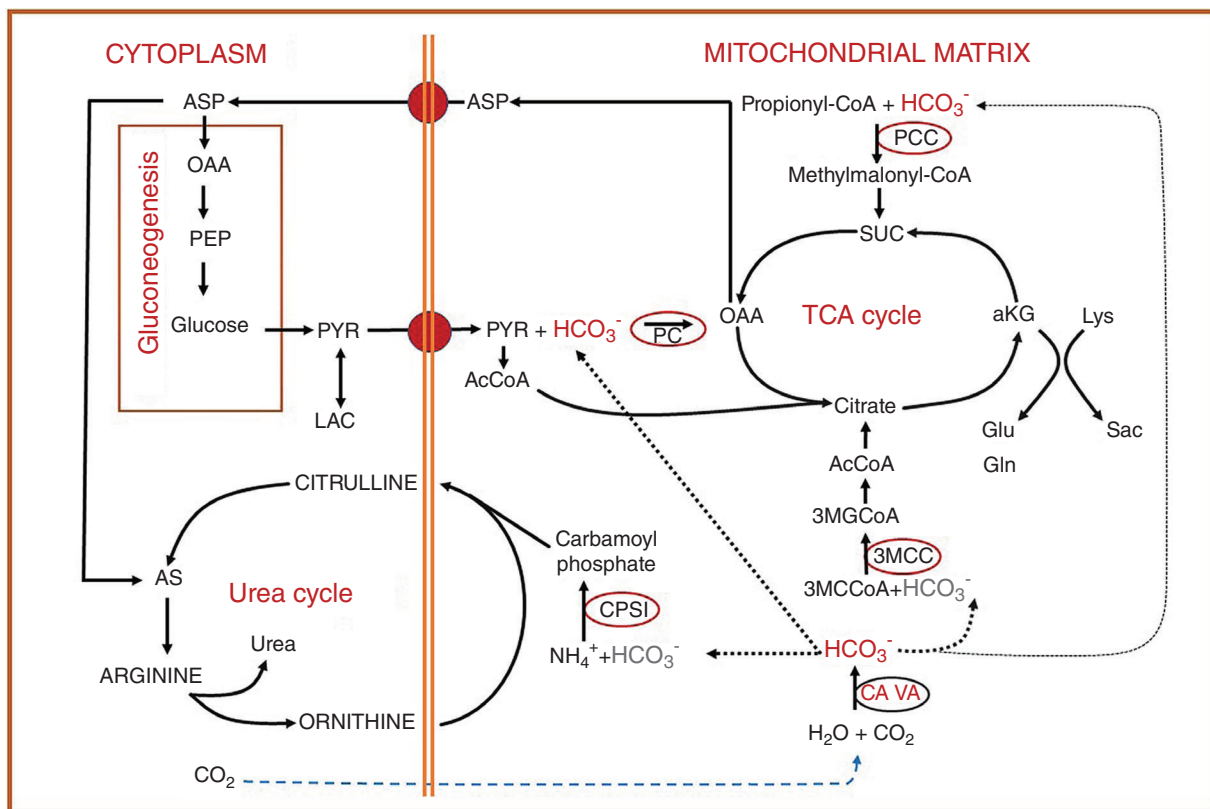 CYTOPLASM
MITOCHONDRIAL MATRIX
ASP
ASP
Propionyl-CoA + HCO₃⁻
PCC
Gluconeogenesis
OAA
Methylmalonyl-CoA
PEP
SUC
Glucose
PYR
PYR + HCO₃⁻
PC
OAA
TCA cycle
aKG
Lys
AcCoA
LAC
Citrate
Glu
Gln
Sac
AcCoA
CITRULLINE
3MGCoA
Carbamoyl
phosphate
3MCC
AS
3MCCoA+HCO₃⁻
Urea cycle
CPSI
Urea
NH₄⁺+HCO₃⁻
HCO₃⁻
ARGININE
CA VA
ORNITHINE
H₂O + CO₂
CO₂